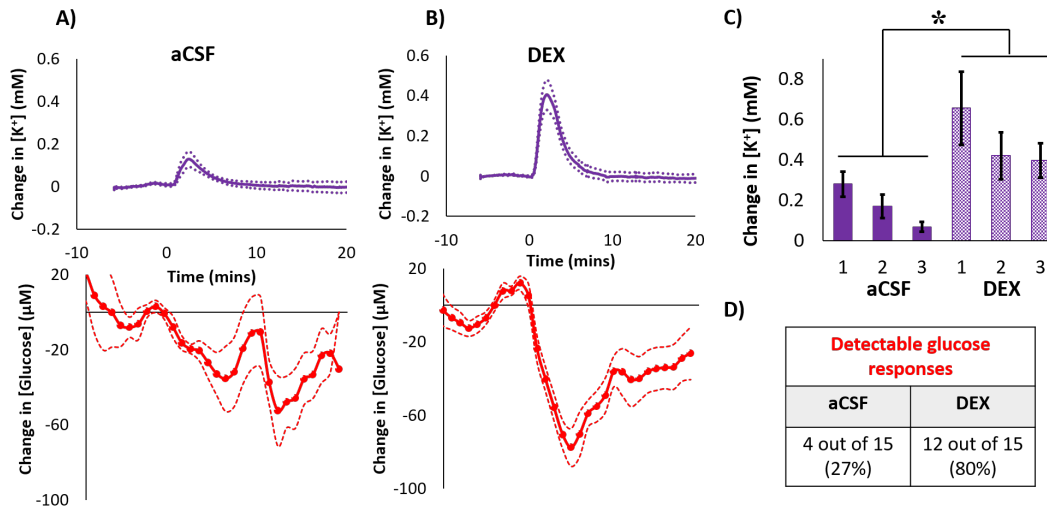 A)
aCSF
Change in [K⁺] (mM)
0.6
0.4
0.2
0
-0.2
-10
0
10
20
Time (mins)
Change in [Glucose] (µM)
20
-20
-60
-100
B)
DEX
Change in [K⁺] (mM)
0.6
0.4
0.2
0
-0.2
-10
0
10
20
Time (mins)
Change in [Glucose] (µM)
20
-20
-60
-100
C)
*
Change in [K⁺] (mM)
0.8
0.6
0.4
0.2
0
1 2 3 1 2 3
aCSF DEX
D)
Detectable glucose
responses
aCSF DEX
4 out of 15 12 out of 15
(27%) (80%)